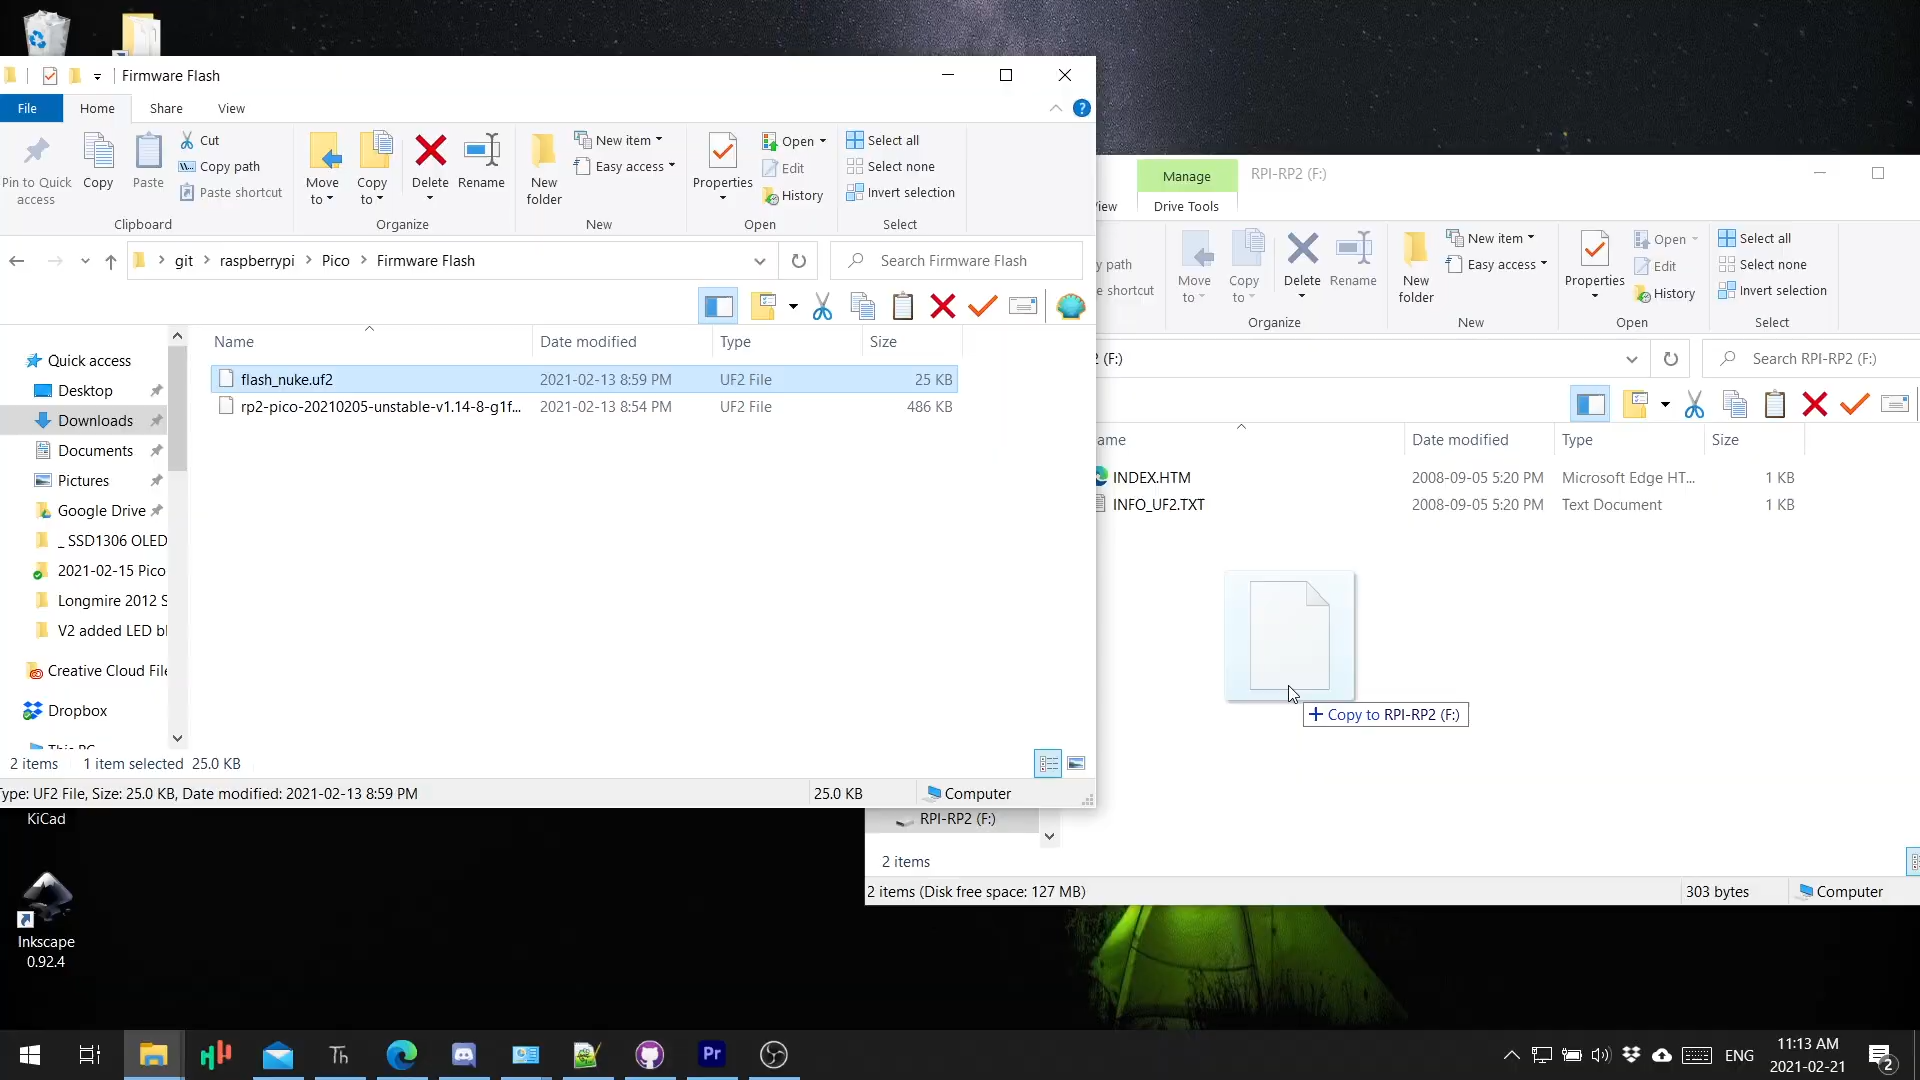 Firmware Flash
File Home Share View
Pin to Quick access
Copy
Paste
Cut
Copy path
Paste shortcut
Clipboard
Move to
Copy to
Delete
Rename
Organize
New folder
New item
Easy access
New
Properties
Open
Edit
History
Open
Select all
Select none
Invert selection
Select
git raspberrypi Pico Firmware Flash
Search Firmware Flash
Name Date modified Type Size
flash_nuke.uf2 2021-02-13 8:59 PM UF2 File 25 KB
rp2-pico-20210205-unstable-v1.14-8-g1f... 2021-02-13 8:54 PM UF2 File 486 KB
Quick access
Desktop
Downloads
Documents
Pictures
Google Drive
_ SSD1306 OLED
2021-02-15 Pico
Longmire 2012 S
V2 added LED bl
Creative Cloud File
Dropbox
This PC
2 items 1 item selected 25.0 KB
Type: UF2 File, Size: 25.0 KB, Date modified: 2021-02-13 8:59 PM 25.0 KB Computer
Manage RPI-RP2 (F:)
View Drive Tools
y path
e shortcut
Move to
Copy to
Delete
Rename
Organize
New folder
New item
Easy access
New
Properties
Open
Edit
History
Open
Select all
Select none
Invert selection
Select
2 (F:)
Search RPI-RP2 (F:)
ame Date modified Type Size
INDEX.HTM 2008-09-05 5:20 PM Microsoft Edge HT... 1 KB
INFO_UF2.TXT 2008-09-05 5:20 PM Text Document 1 KB
+ Copy to RPI-RP2 (F:)
RPI-RP2 (F:)
2 items
2 items (Disk free space: 127 MB) 303 bytes Computer
KiCad
Inkscape
0.92.4
Th
Pr
ENG
11:13 AM
2021-02-21
2